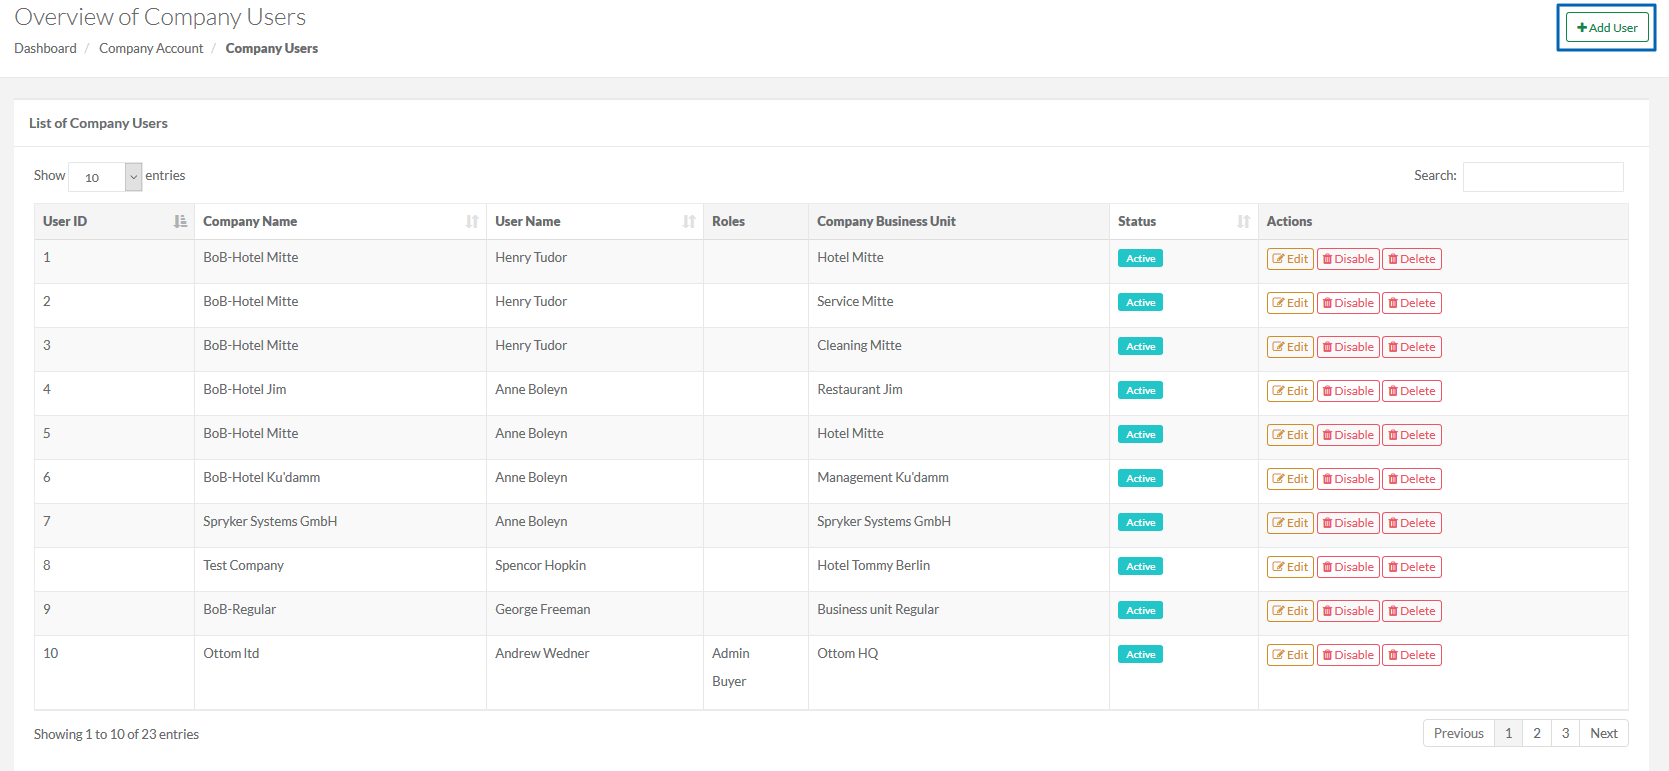 Overview of Company Users
Add User
Dashboard / Company Account / Company Users
List of Company Users
Show 10 entries
Search:
User ID Company Name User Name Roles Company Business Unit Status Actions
1 BoB-Hotel Mitte Henry Tudor Hotel Mitte Active Edit Disable Delete
2 BoB-Hotel Mitte Henry Tudor Service Mitte Active Edit Disable Delete
3 BoB-Hotel Mitte Henry Tudor Cleaning Mitte Active Edit Disable Delete
4 BoB-Hotel Jim Anne Boleyn Restaurant Jim Active Edit Disable Delete
5 BoB-Hotel Mitte Anne Boleyn Hotel Mitte Active Edit Disable Delete
6 BoB-Hotel Ku'damm Anne Boleyn Management Ku'damm Active Edit Disable Delete
7 Spryker Systems GmbH Anne Boleyn Spryker Systems GmbH Active Edit Disable Delete
8 Test Company Spencor Hopkin Hotel Tommy Berlin Active Edit Disable Delete
9 BoB-Regular George Freeman Business unit Regular Active Edit Disable Delete
10 Ottom ltd Andrew Wedner Admin Ottom HQ Active Edit Disable Delete
Buyer
Showing 1 to 10 of 23 entries
Previous 1 2 3 Next